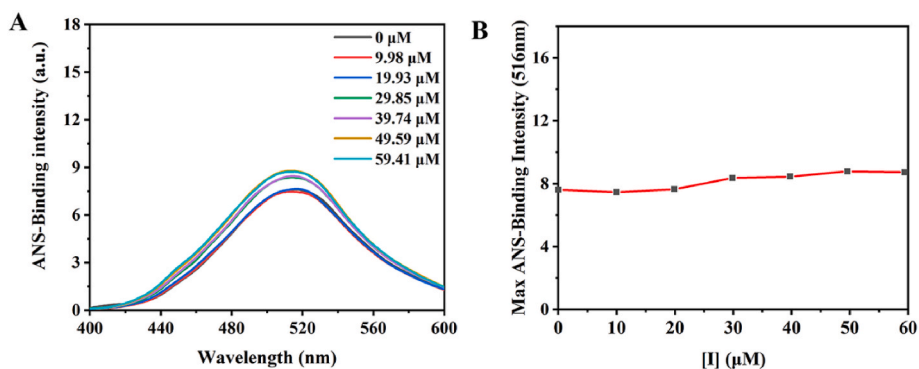 A
ANS-Binding intensity (a.u.)
18
15
12
9
6
3
0
0 μM
9.98 μM
19.93 μM
29.85 μM
39.74 μM
49.59 μM
59.41 μM
400
440
480
520
560
600
Wavelength (nm)
B
Max ANS-Binding Intensity (516nm)
16
12
8
4
0
0
10
20
30
40
50
60
[I] (μM)